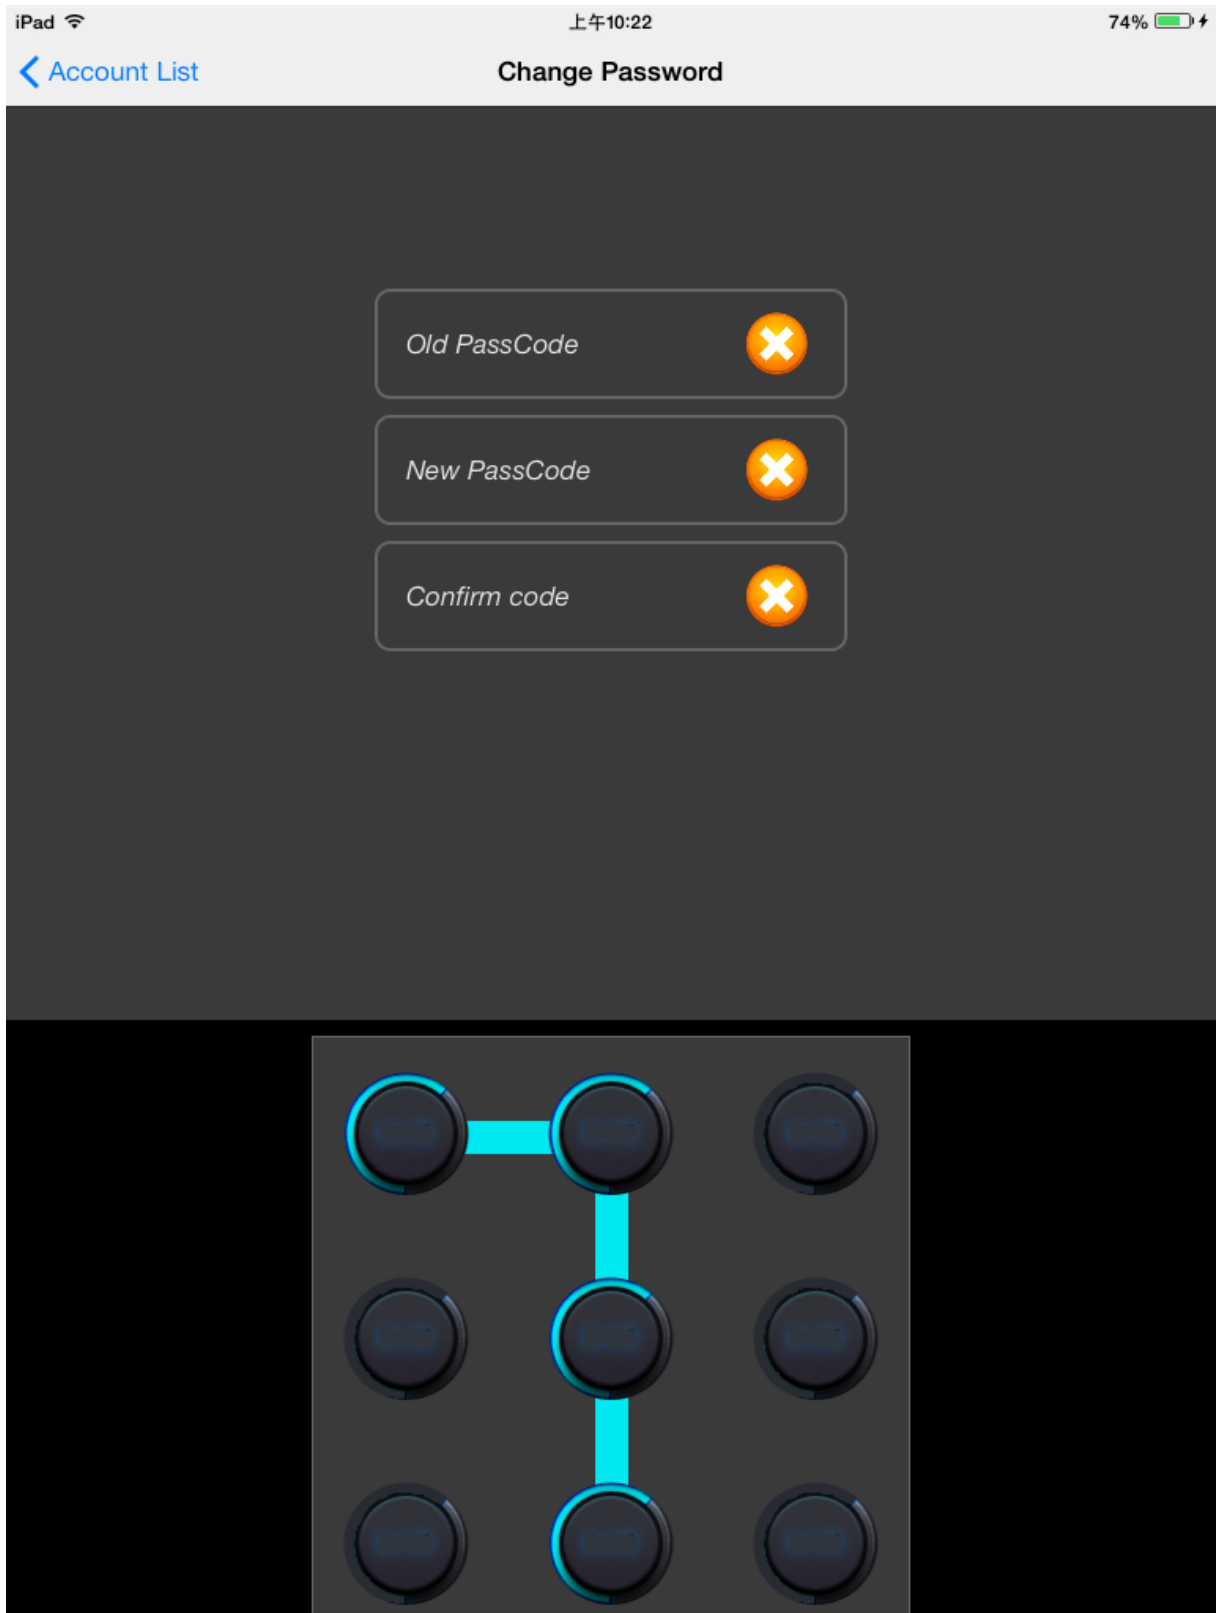 iPad 上午10:22 74%
Account List Change Password
Old PassCode
New PassCode
Confirm code